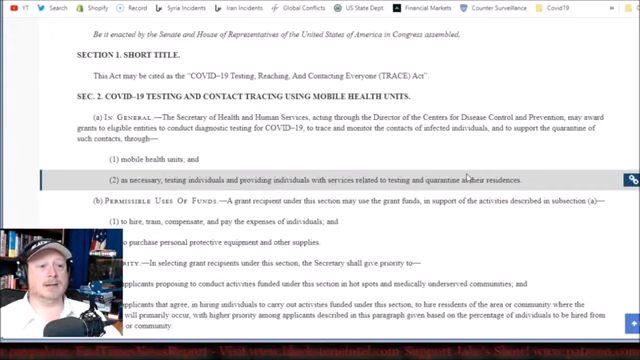 YT Shopify Syria Incidents Iran Incidents Global Conflicts US State Dept. Financial Markets Counter Surveillance Covid19
Be it enacted by the Senate and House of Representatives of the United States of America in Congress assembled,
SECTION 1. SHORT TITLE.
This Act may be cited as the “COVID–19 Testing, Reaching, And Contacting Everyone (TRACE) Act”.
SEC. 2. COVID–19 TESTING AND CONTACT TRACING USING MOBILE HEALTH UNITS.
(a) IN GENERAL.—The Secretary of Health and Human Services, acting through the Director of the Centers for Disease Control and Prevention, may award
grants to eligible entities to conduct diagnostic testing for COVID–19, to trace and monitor the contacts of infected individuals, and to support the quarantine of
such contacts, through—
(1) mobile health units; and
(2) as necessary, testing individuals and providing individuals with services related to testing and quarantine at their residences.
(b) PERMISSIBLE USES OF FUNDS.—A grant recipient under this section may use the grant funds, in support of the activities described in subsection (a)—
(1) to hire, train, compensate, and pay the expenses of individuals; and
to purchase personal protective equipment and other supplies.
RITY.—In selecting grant recipients under this section, the Secretary shall give priority to—
applicants proposing to conduct activities funded under this section in hot spots and medically underserved communities; and
applicants that agree, in hiring individuals to carry out activities funded under this section, to hire residents of the area or community where the
will primarily occur, with higher priority among applicants described in this paragraph given based on the percentage of individuals to be hired from
or community.
Visit Support Jake's Show!